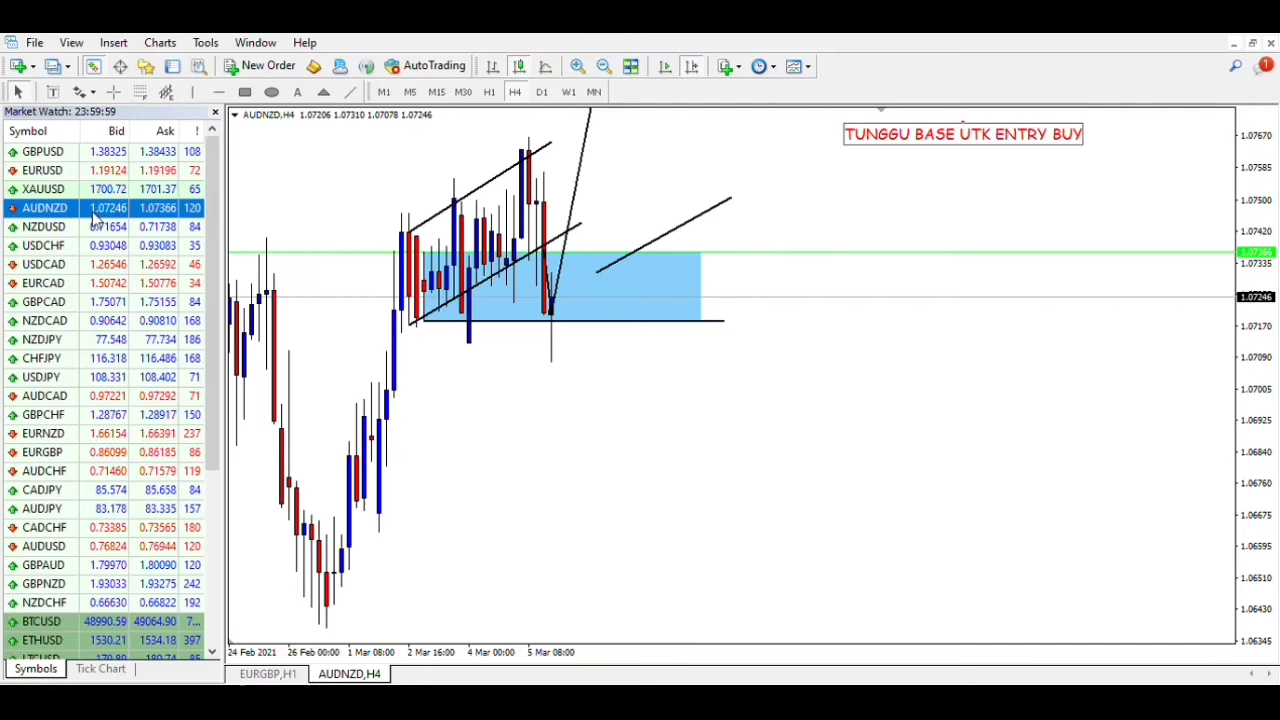 File View Insert Charts Tools Window Help
New Order AutoTrading 1
T A M1 M5 M15 M30 H1 H4 D1 W1 MN
Market Watch: 23:59:59
Symbol Bid Ask !
GBPUSD 1.38325 1.38433 108
EURUSD 1.19124 1.19196 72
XAUUSD 1700.72 1701.37 65
AUDNZD 1.07246 1.07366 120
NZDUSD 0.71654 0.71738 84
USDCHF 0.93048 0.93083 35
USDCAD 1.26546 1.26592 46
EURCAD 1.50742 1.50776 34
GBPCAD 1.75071 1.75155 84
NZDCAD 0.90642 0.90810 168
NZDJPY 77.548 77.734 186
CHFJPY 116.318 116.486 168
USDJPY 108.331 108.402 71
AUDCAD 0.97221 0.97292 71
GBPCHF 1.28767 1.28917 150
EURNZD 1.66154 1.66391 237
EURGBP 0.86099 0.86185 86
AUDCHF 0.71460 0.71579 119
CADJPY 85.574 85.658 84
AUDJPY 83.178 83.335 157
CADCHF 0.73385 0.73565 180
AUDUSD 0.76824 0.76944 120
GBPAUD 1.79970 1.80090 120
GBPNZD 1.93033 1.93275 242
NZDCHF 0.66630 0.66822 192
BTCUSD 48990.59 49064.90 7...
ETHUSD 1530.21 1534.18 397
Symbols Tick Chart
AUDNZD,H4 1.07206 1.07310 1.07078 1.07246
TUNGGU BASE UTK ENTRY BUY
1.07670
1.07585
1.07500
1.07420
1.07366
1.07335
1.07246
1.07170
1.07090
1.07005
1.06925
1.06840
1.06760
1.06675
1.06595
1.06510
1.06430
1.06345
24 Feb 2021 26 Feb 00:00 1 Mar 08:00 2 Mar 16:00 4 Mar 00:00 5 Mar 08:00
EURGBP,H1 AUDNZD,H4